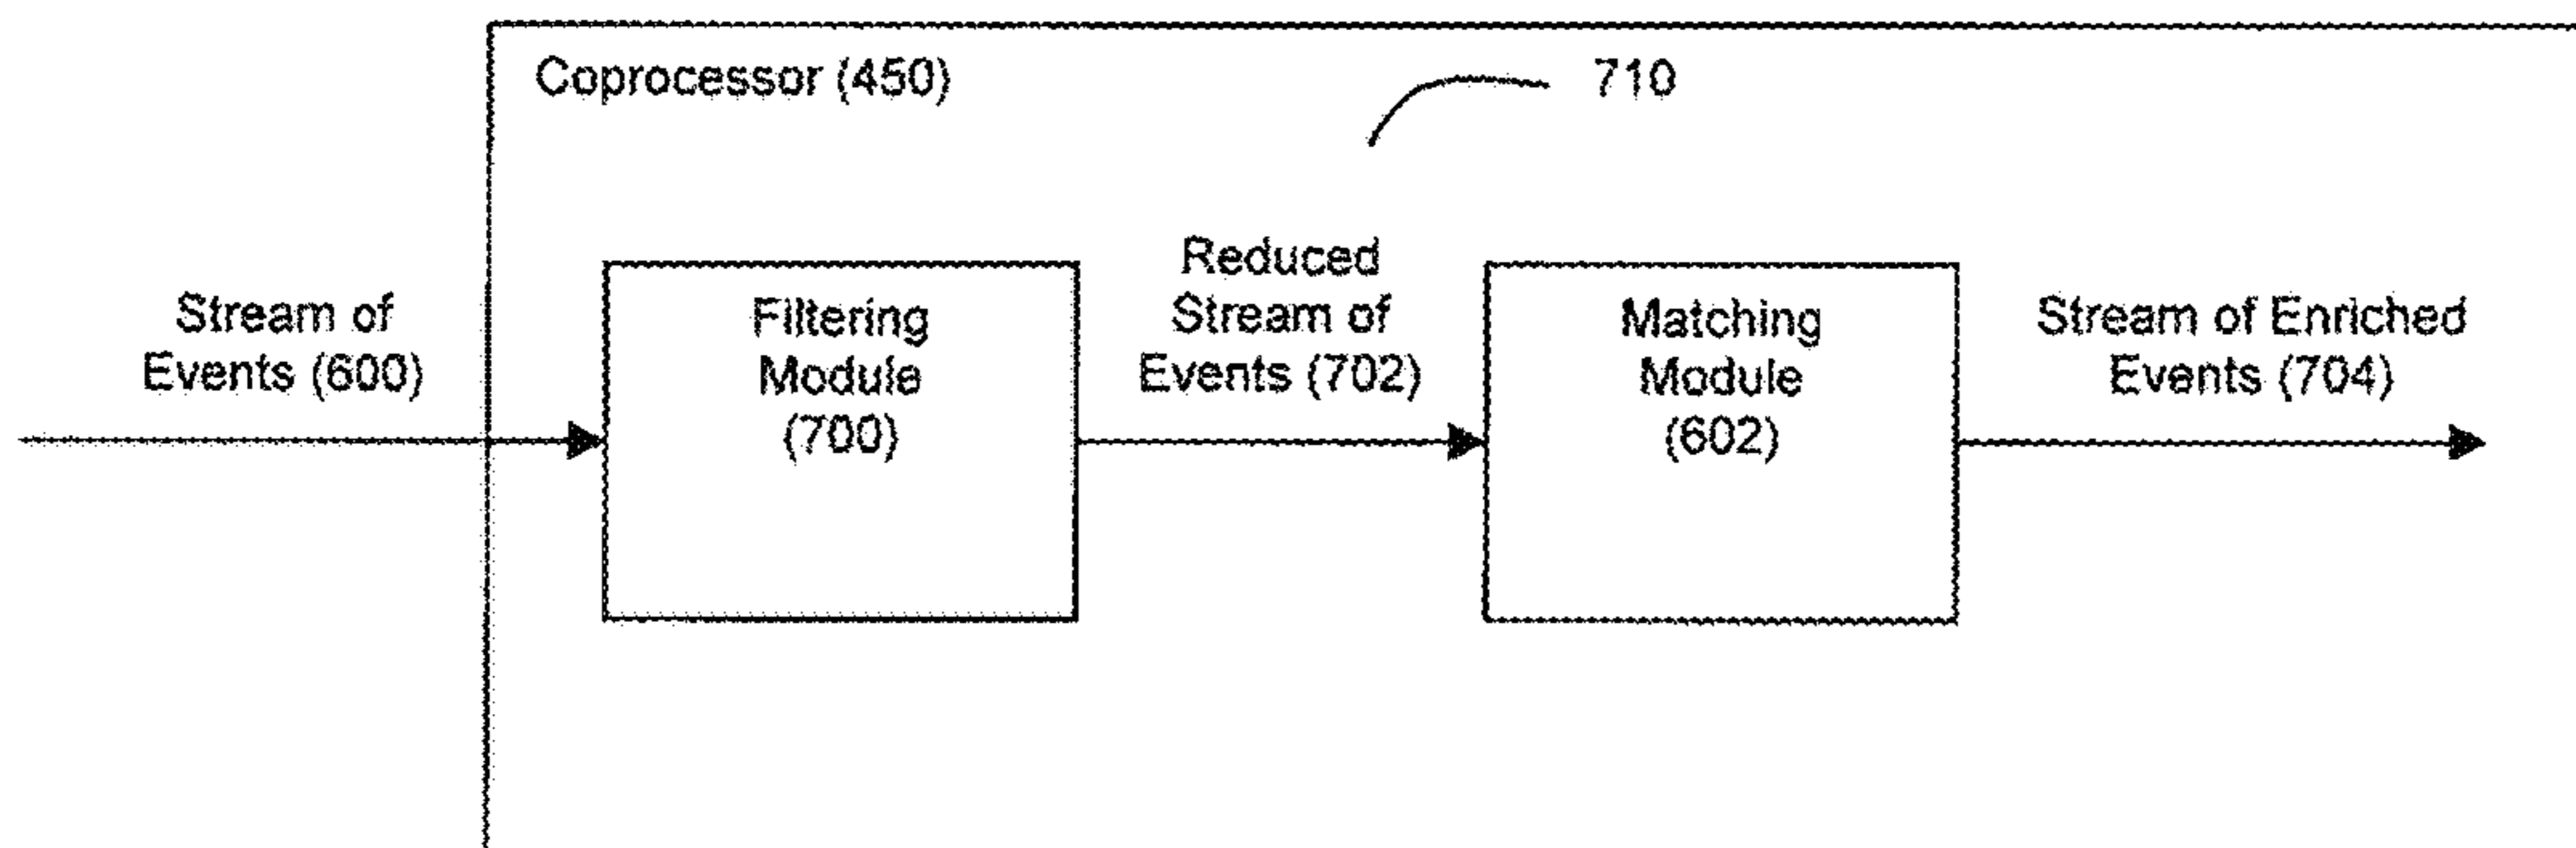 Coprocessor (450)
710
Stream of
Events (600)
Filtering
Module
(700)
Reduced
Stream of
Events (702)
Matching
Module
(602)
Stream of Enriched
Events (704)